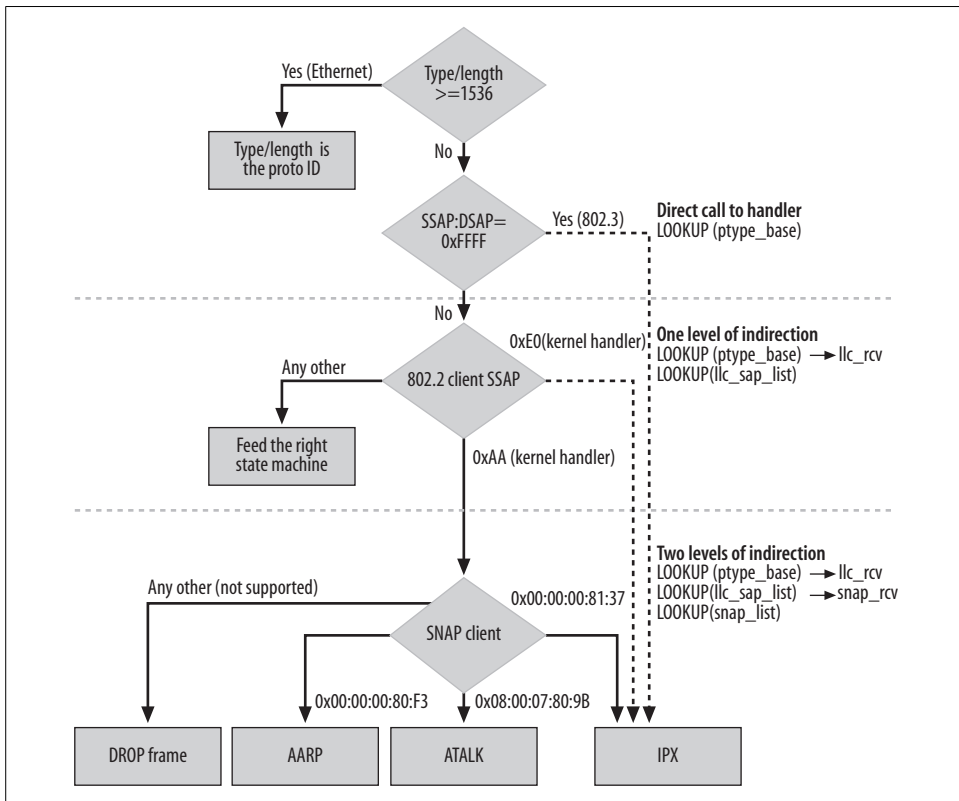 Type/length
>=1536
Yes (Ethernet)
Type/length is
the proto ID
No
SSAP:DSAP=
0xFFFF
Yes (802.3)
Direct call to handler
LOOKUP (ptype_base)
No
0xE0(kernel handler)
One level of indirection
LOOKUP (ptype_base) → llc_rcv
LOOKUP(llc_sap_list)
Any other
802.2 client SSAP
Feed the right
state machine
0xAA (kernel handler)
Two levels of indirection
LOOKUP (ptype_base) → llc_rcv
LOOKUP(llc_sap_list) → snap_rcv
LOOKUP(snap_list)
Any other (not supported)
0x00:00:00:81:37
SNAP client
0x00:00:00:80:F3
0x08:00:07:80:9B
DROP frame
AARP
ATALK
IPX